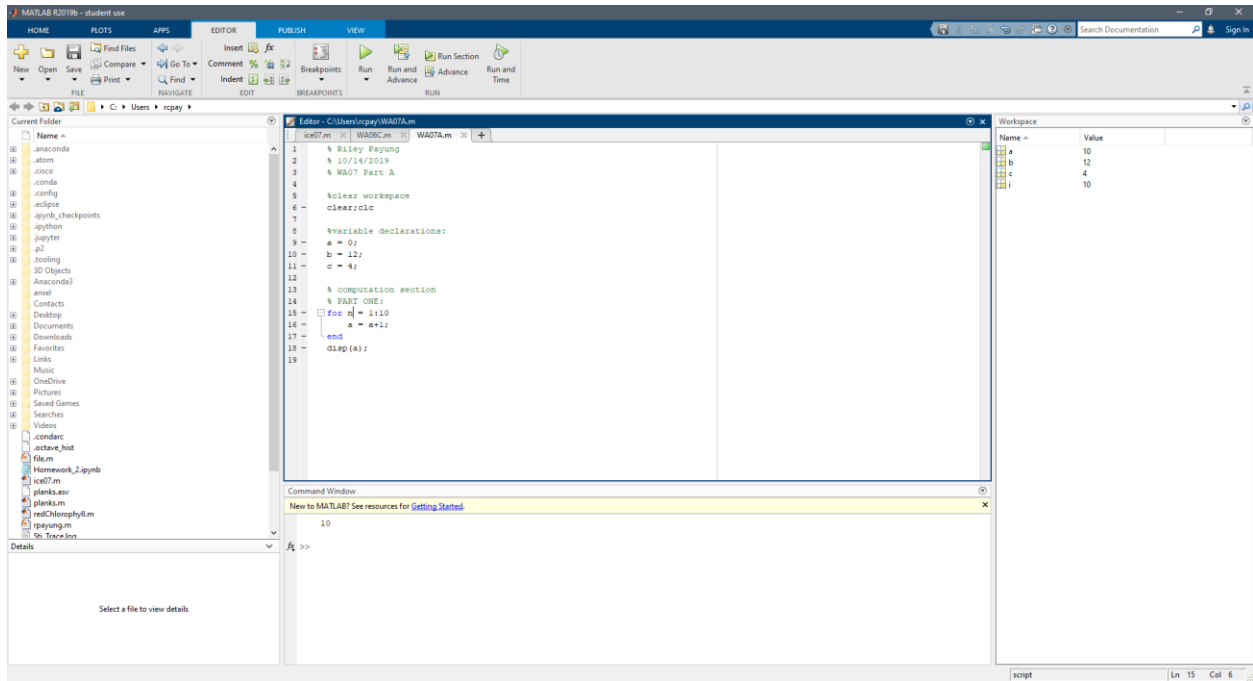 MATLAB R2019b - student use
HOME PLOTS APPS EDITOR PUBLISH VIEW
Search Documentation
Sign In
New Open Save Find Files Compare Print
Go To Find
Insert fx
Comment
Indent
Breakpoints
Run
Run and Advance
Run Section
Advance
Run and Time
FILE NAVIGATE EDIT BREAKPOINTS RUN
C: Users rcpay
Current Folder
Name
.anaconda
.atom
.cisco
.conda
.config
.eclipse
.ipynb_checkpoints
.ipython
.jupyter
.p2
.tooling
3D Objects
Anaconda3
ansel
Contacts
Desktop
Documents
Downloads
Favorites
Links
Music
OneDrive
Pictures
Saved Games
Searches
Videos
.condarc
.octave_hist
file.m
Homework_2.ipynb
ice07.m
planks.asv
planks.m
redChlorophyll.m
rpayung.m
Sti_Trace.log
Details
Select a file to view details
Editor - C:\Users\rcpay\WA07A.m
ice07.m WA06C.m WA07A.m +
1 % Riley Payung
2 % 10/14/2019
3 % WA07 Part A
4
5 %clear workspace
6 - clear;clc
7
8 %variable declarations:
9 - a = 0;
10 - b = 12;
11 - c = 4;
12
13 % computation section
14 % PART ONE:
15 - for n = 1:10
16 - a = a+1;
17 - end
18 - disp(a);
19
Command Window
New to MATLAB? See resources for Getting Started.
10
fx >>
Workspace
Name Value
a 10
b 12
c 4
i 10
script Ln 15 Col 6